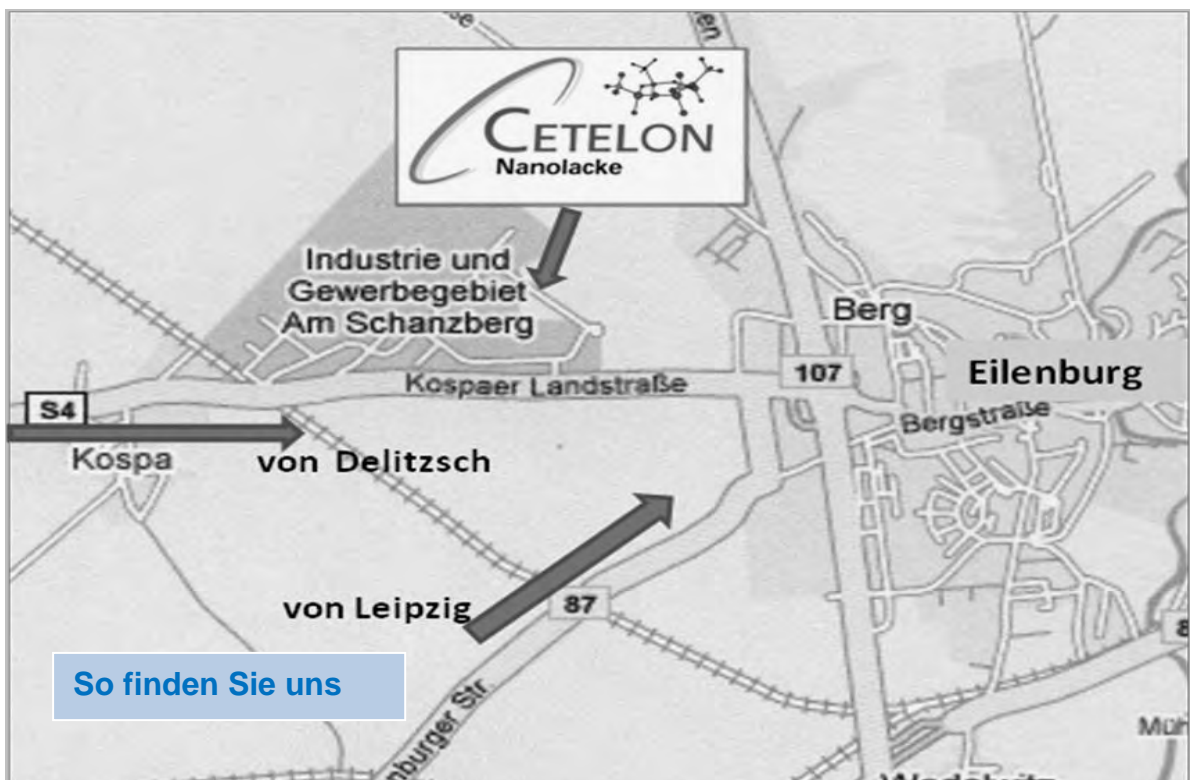 CETELON
Nanolacke
Industrie und
Gewerbegebiet
Am Schanzberg
Berg
107
Eilenburg
Kospaer Landstraße
S4
Bergstraße
Kospa
von Delitzsch
von Leipzig
87
So finden Sie uns